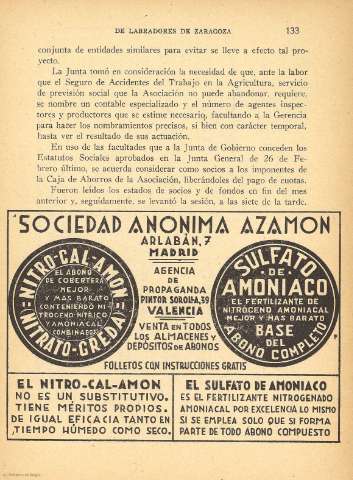 DE LABRADORES DE ZARAGOZA 133
conjunta de entidades similares para evitar se lleve a efecto tal pro-
yecto.
La Junta tomó en consideración la necesidad de que, ante la labor
que el Seguro de Accidentes del Trabajo en la Agricultura, servicio
de previsión social que la Asociación no puede abandonar, requiere,
se nombre un contable especializado y el número de agentes inspec-
tores y productores que se estime necesario, facultando a la Gerencia
para hacer los nombramientos precisos, si bien con carácter temporal,
hasta ver el resultado de sus actuación.
En uso de las facultades que a la Junta de Gobierno conceden los
Estatutos Sociales aprobados en la Junta General de 26 de Fe-
brero último, se acuerda considerar como socios a los imponentes de
la Caja de Ahorros de la Asociación, liberándoles del pago de cuotas.
Fueron leídos los estados de socios y de fondos en fin del mes
anterior y, seguidamente, se levantó la sesión, a las siete de la tarde.
SOCIEDAD ANONIMA AZAMON
ARLABÁN, 7
MADRID
AGENCIA
DE
PROPAGANDA
PINTOR SOROLLA, 39
VALENCIA
VENTA EN TODOS
LOS ALMACENES Y
DEPÓSITOS DE ABONOS
NITRO-CAL-AMON
EL ABONO
DE COBERTERA
MEJOR
Y MAS BARATO
CONTENIENDO NI-
TROGENO NITRICO
Y AMONIACAL
COMBINADOS
NITRATO-GREDA
SULFATO
DE
AMONIACO
EL FERTILIZANTE DE
NITROGENO AMONIACAL
MEJOR Y MAS BARATO
BASE
DEL
ABONO COMPLETO
FOLLETOS CON INSTRUCCIONES GRATIS
EL NITRO-CAL-AMON
NO ES UN SUBSTITUTIVO.
TIENE MÉRITOS PROPIOS.
DE IGUAL EFICACIA TANTO EN
TIEMPO HÚMEDO COMO SECO.
EL SULFATO DE AMONIACO
ES EL FERTILIZANTE NITROGENADO
AMONIACAL POR EXCELENCIA LO MISMO
SI SE EMPLEA SOLO QUE SI FORMA
PARTE DE TODO ABONO COMPUESTO